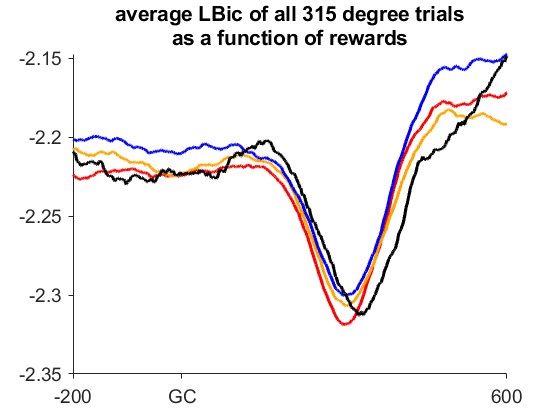 average LBic of all 315 degree trials
as a function of rewards
-2.15
-2.2
-2.25
-2.3
-2.35
-200
GC
600